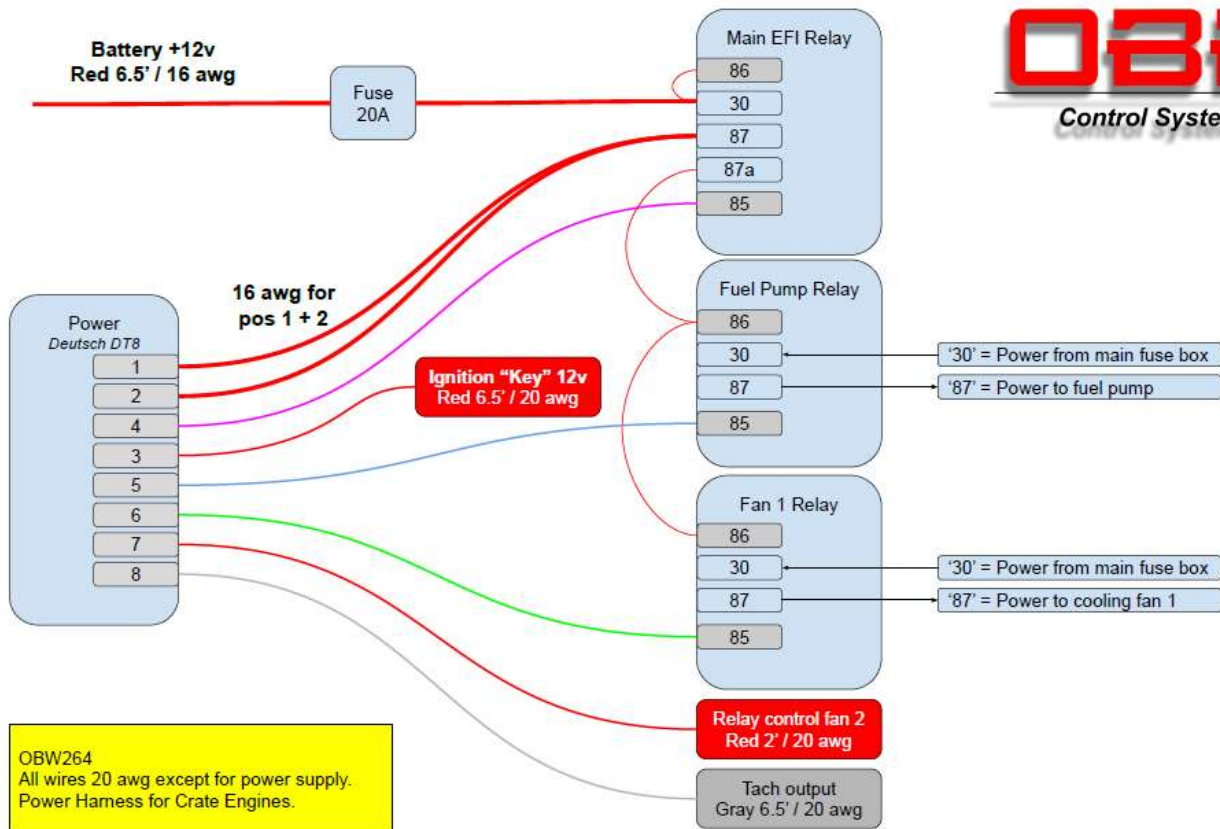 Battery +12v
Red 6.5’ / 16 awg
Fuse
20A
Main EFI Relay
86
30
87
87a
85
Control Syste
16 awg for
pos 1 + 2
Power
Deutsch DT8
1
2
4
3
5
6
7
8
Ignition “Key” 12v
Red 6.5’ / 20 awg
Fuel Pump Relay
86
30
87
85
‘30’ = Power from main fuse box
‘87’ = Power to fuel pump
Fan 1 Relay
86
30
87
85
‘30’ = Power from main fuse box
‘87’ = Power to cooling fan 1
Relay control fan 2
Red 2’ / 20 awg
Tach output
Gray 6.5’ / 20 awg
OBW264
All wires 20 awg except for power supply.
Power Harness for Crate Engines.